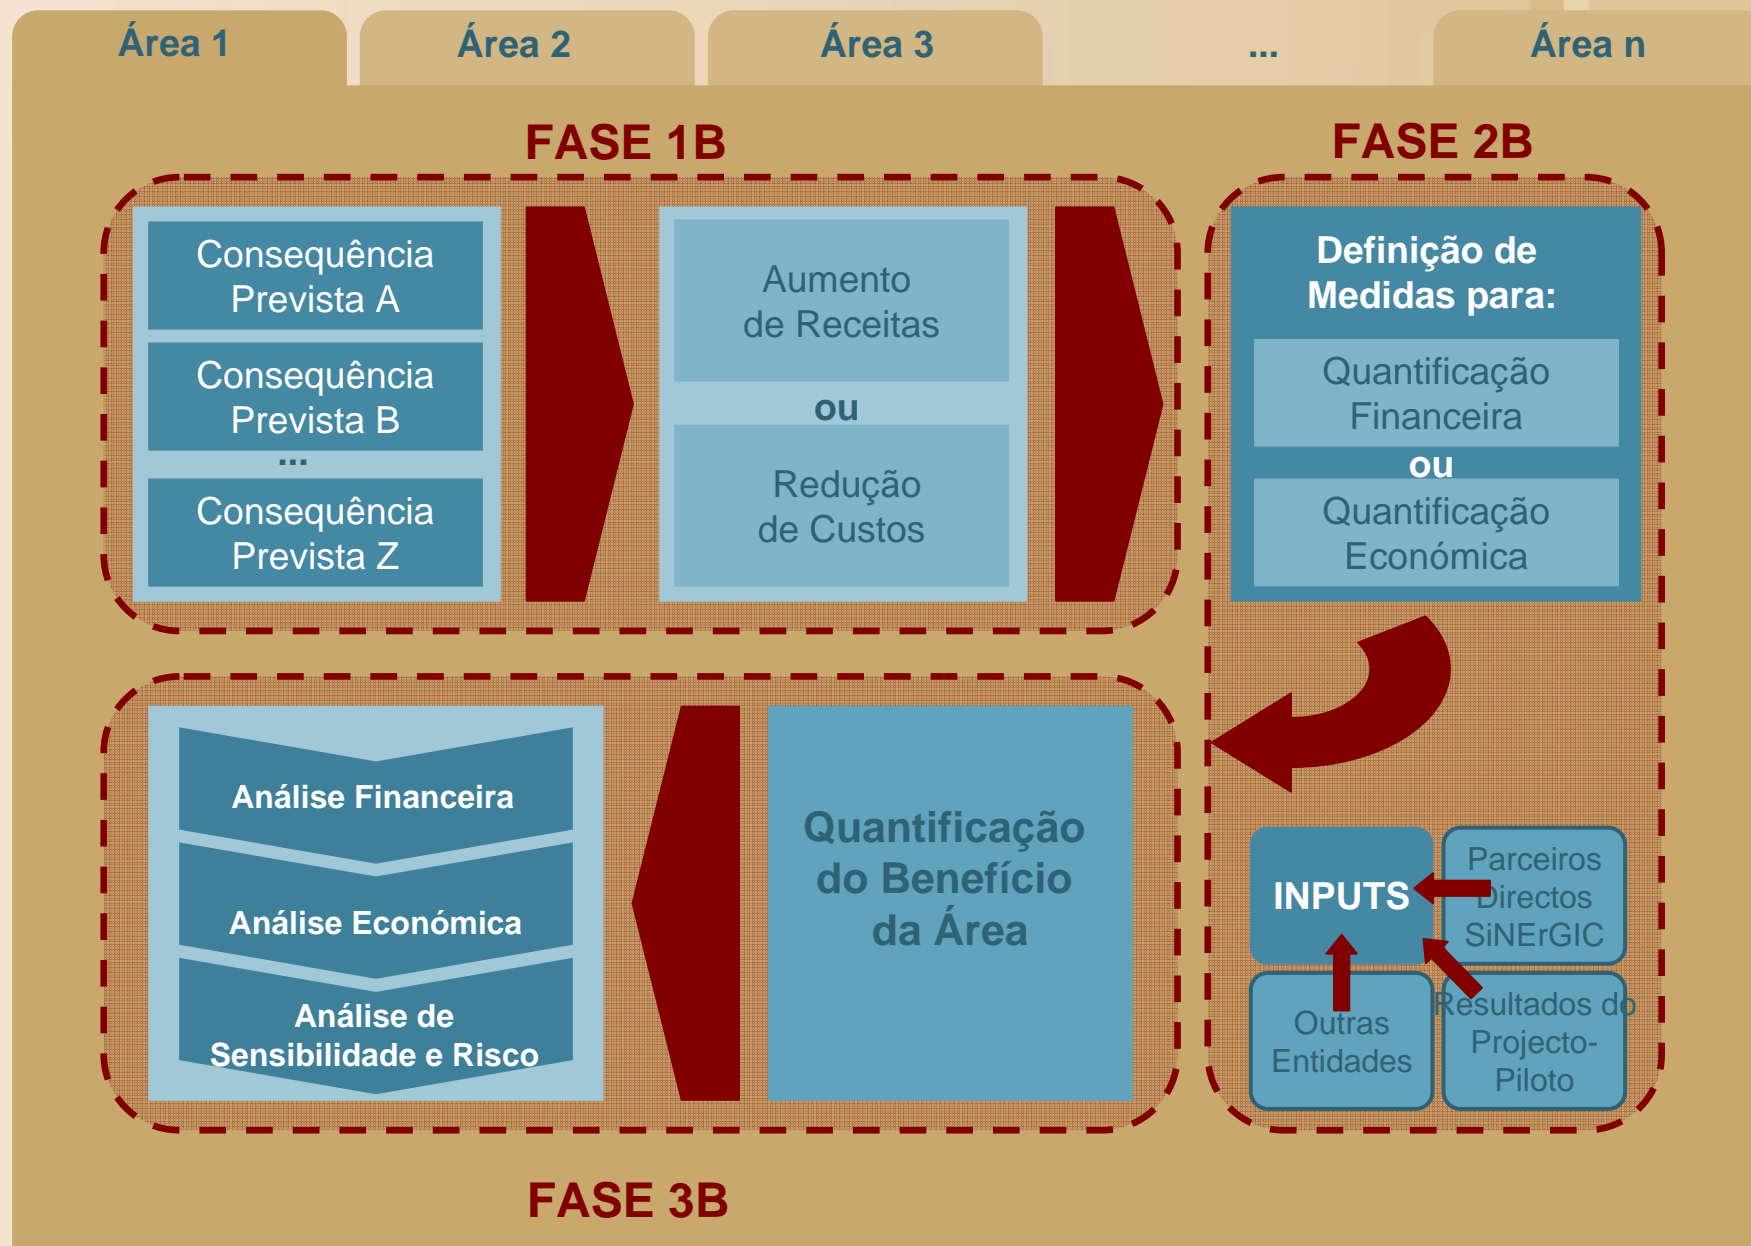 Área 1
Área 2
Área 3
...
Área n
FASE 1B
Consequência
Prevista A
Consequência
Prevista B
...
Consequência
Prevista Z
Aumento
de Receitas
ou
Redução
de Custos
FASE 2B
Definição de
Medidas para:
Quantificação
Financeira
ou
Quantificação
Económica
INPUTS
Parceiros
Directos
SiNErGIC
Outras
Entidades
Resultados do
Projecto-
Piloto
Quantificação
do Benefício
da Área
Análise Financeira
Análise Económica
Análise de
Sensibilidade e Risco
FASE 3B